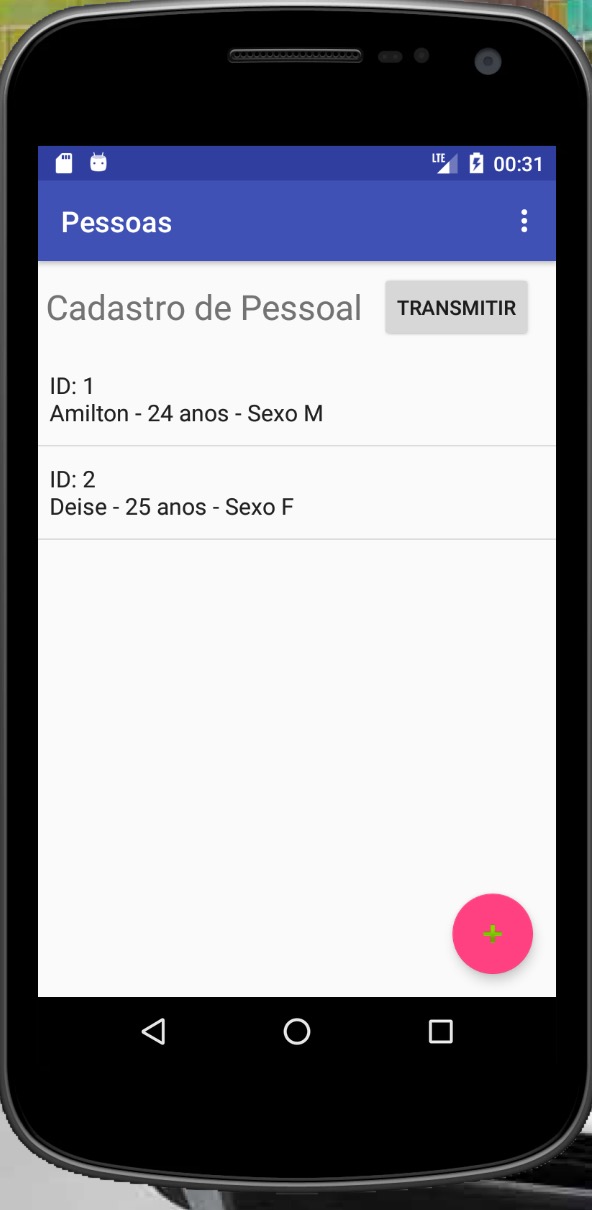 LTE 00:31
Pessoas
Cadastro de Pessoal TRANSMITIR
ID: 1
Amilton - 24 anos - Sexo M
ID: 2
Deise - 25 anos - Sexo F